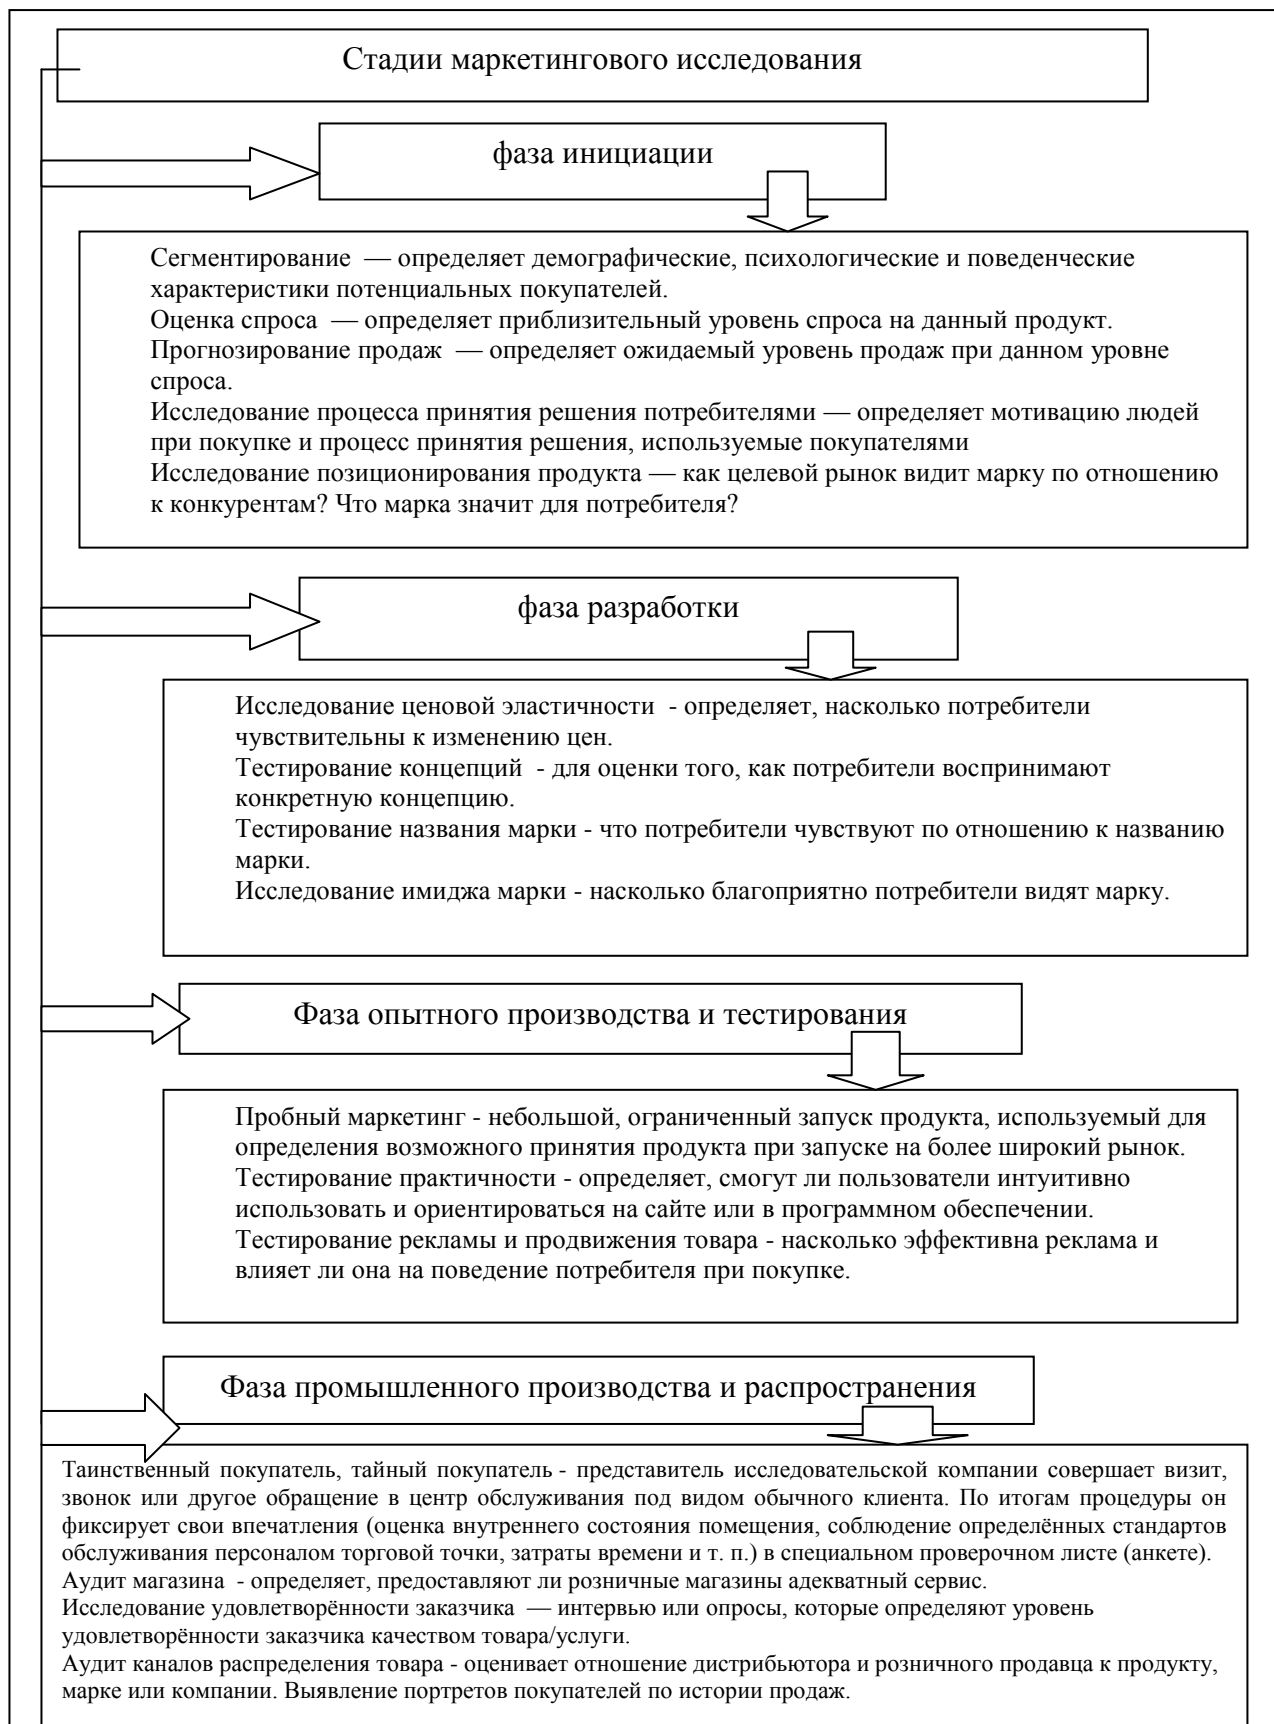 Стадии маркетингового исследования
фаза инициации
Сегментирование — определяет демографические, психологические и поведенческие
характеристики потенциальных покупателей.
Оценка спроса — определяет приблизительный уровень спроса на данный продукт.
Прогнозирование продаж — определяет ожидаемый уровень продаж при данном уровне
спроса.
Исследование процесса принятия решения потребителями — определяет мотивацию людей
при покупке и процесс принятия решения, используемые покупателями
Исследование позиционирования продукта — как целевой рынок видит марку по отношению
к конкурентам? Что марка значит для потребителя?
фаза разработки
Исследование ценовой эластичности - определяет, насколько потребители
чувствительны к изменению цен.
Тестирование концепций - для оценки того, как потребители воспринимают
конкретную концепцию.
Тестирование названия марки - что потребители чувствуют по отношению к названию
марки.
Исследование имиджа марки - насколько благоприятно потребители видят марку.
Фаза опытного производства и тестирования
Пробный маркетинг - небольшой, ограниченный запуск продукта, используемый для
определения возможного принятия продукта при запуске на более широкий рынок.
Тестирование практичности - определяет, смогут ли пользователи интуитивно
использовать и ориентироваться на сайте или в программном обеспечении.
Тестирование рекламы и продвижения товара - насколько эффективна реклама и
влияет ли она на поведение потребителя при покупке.
Фаза промышленного производства и распространения
Таинственный покупатель, тайный покупатель - представитель исследовательской компании совершает визит,
звонок или другое обращение в центр обслуживания под видом обычного клиента. По итогам процедуры он
фиксирует свои впечатления (оценка внутреннего состояния помещения, соблюдение определённых стандартов
обслуживания персоналом торговой точки, затраты времени и т. п.) в специальном проверочном листе (анкете).
Аудит магазина - определяет, предоставляют ли розничные магазины адекватный сервис.
Исследование удовлетворённости заказчика — интервью или опросы, которые определяют уровень
удовлетворённости заказчика качеством товара/услуги.
Аудит каналов распределения товара - оценивает отношение дистрибьютора и розничного продавца к продукту,
марке или компании. Выявление портретов покупателей по истории продаж.